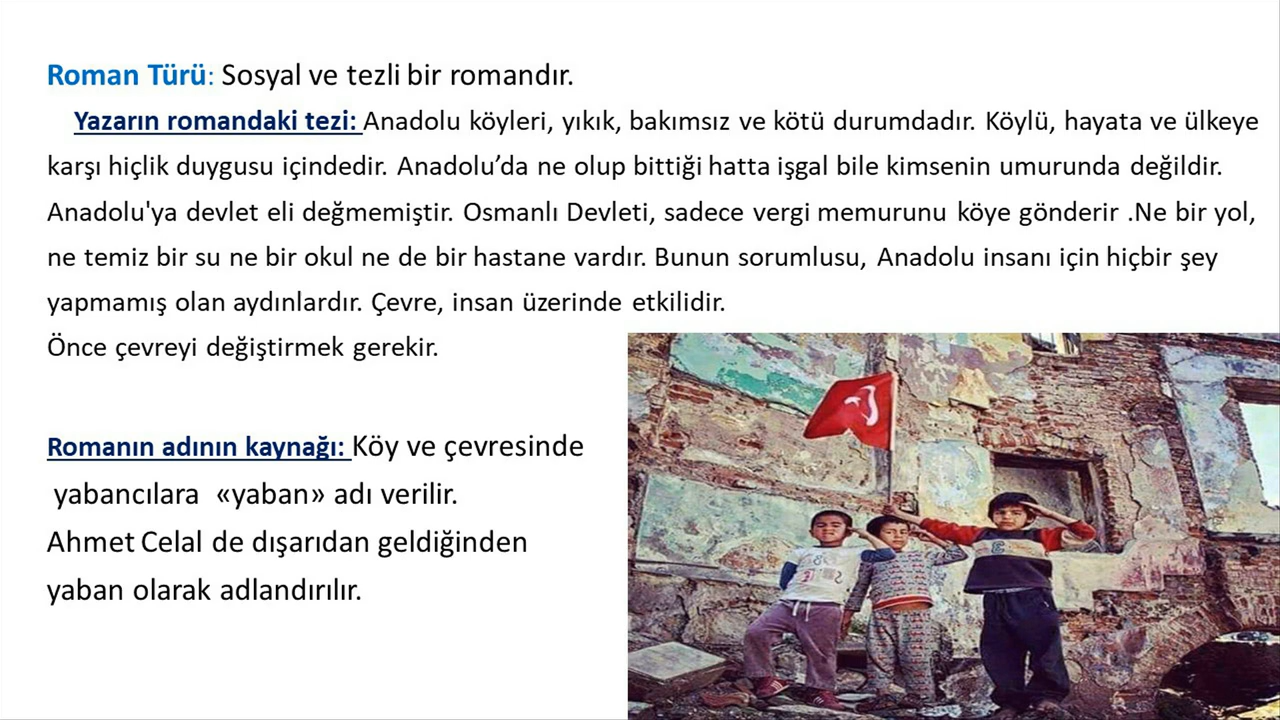 Roman Türü: Sosyal ve tezli bir romandır.
Yazarın romandaki tezi: Anadolu köyleri, yıkık, bakımsız ve kötü durumdadır. Köylü, hayata ve ülkeye
karşı hiçlik duygusu içindedir. Anadolu’da ne olup bittiği hatta işgal bile kimsenin umurunda değildir.
Anadolu'ya devlet eli değmemiştir. Osmanlı Devleti, sadece vergi memurunu köye gönderir .Ne bir yol,
ne temiz bir su ne bir okul ne de bir hastane vardır. Bunun sorumlusu, Anadolu insanı için hiçbir şey
yapmamış olan aydınlardır. Çevre, insan üzerinde etkilidir.
Önce çevreyi değiştirmek gerekir.
Romanın adının kaynağı: Köy ve çevresinde
yabancılara «yaban» adı verilir.
Ahmet Celal de dışarıdan geldiğinden
yaban olarak adlandırılır.